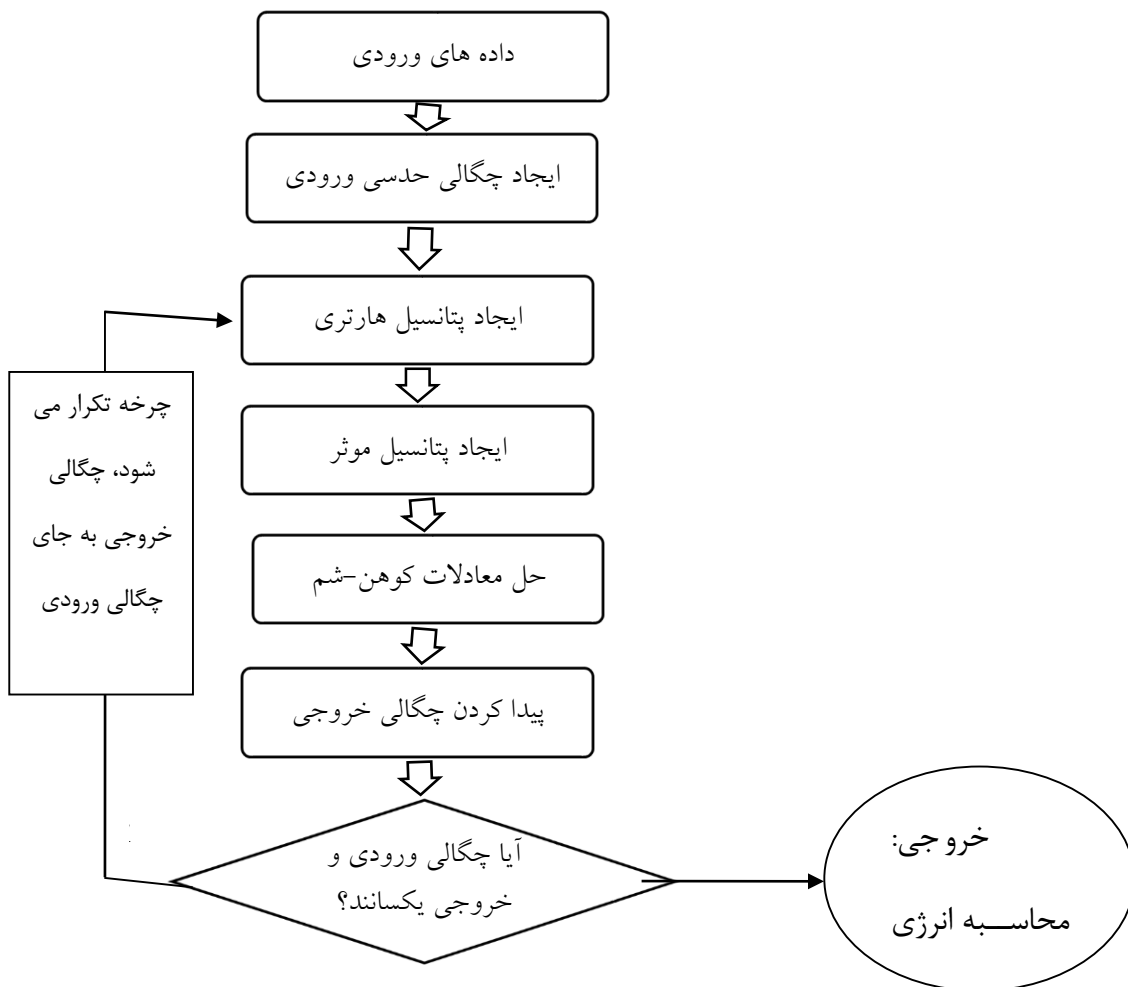 داده های ورودی
ایجاد چگالی حدسی ورودی
ایجاد پتانسیل هارتری
ایجاد پتانسیل موثر
حل معادلات کوهن-شم
پیدا کردن چگالی خروجی
آیا چگالی ورودی و
خروجی یکسانند؟
چرخه تکرار می
شود، چگالی
خروجی به جای
چگالی ورودی
خروجی:
محاسبه انرژی